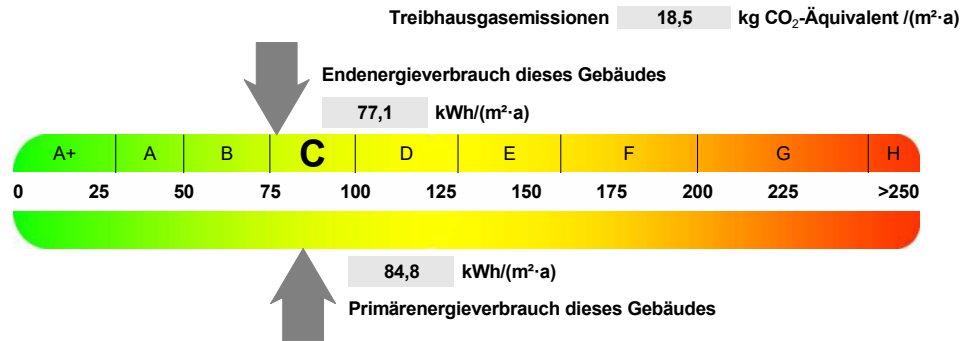 Treibhausgasemissionen 18,5 kg CO₂-Äquivalent /(m²·a)
Endenergieverbrauch dieses Gebäudes
77,1 kWh/(m²·a)
A+ A B C D E F G H
0 25 50 75 100 125 150 175 200 225 >250
84,8 kWh/(m²·a)
Primärenergieverbrauch dieses Gebäudes